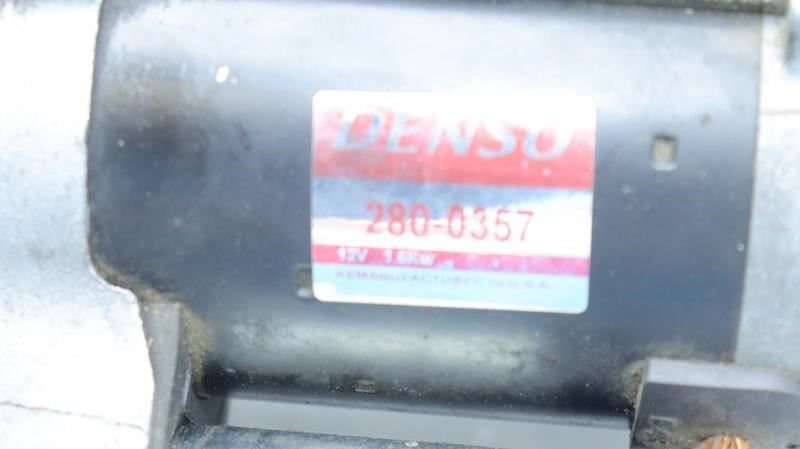 DENSO
280-0357
12V 1.6Kw
REMANUFACTURED IN U.S.A.